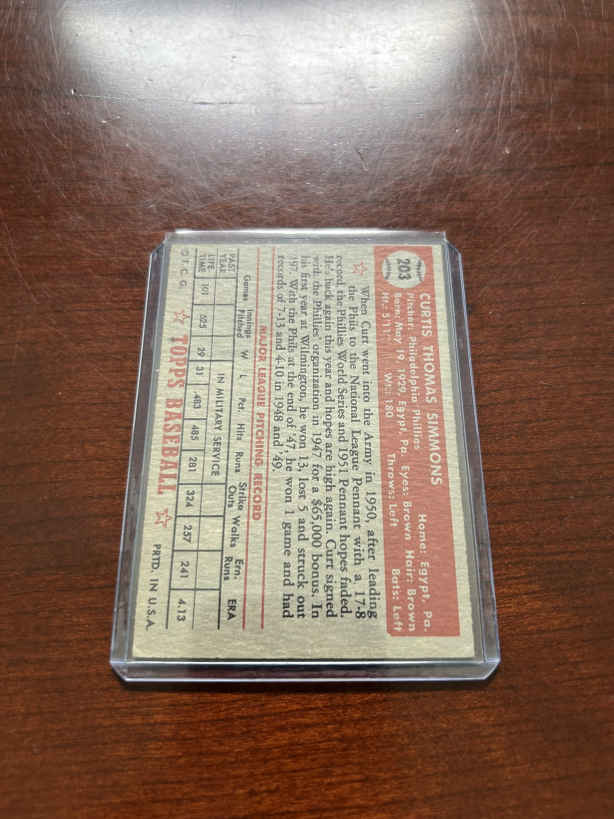 203
CURTIS THOMAS SIMMONS
Pitcher: Philadelphia Phillies Home: Egypt, Pa.
Born: May 19, 1929, Egypt, Pa. Eyes: Brown Hair: Brown
Ht.: 5'11" Wt.: 180 Throws: Left Bats: Left
When Curt went into the Army in 1950, after leading
the Phils to the National League Pennant with a 17-8
record, the Phillies World Series and 1951 Pennant hopes faded.
He's back again this year and hopes are high again. Curt signed
with the Phillies' organization in 1947 for a $65,000 bonus. In
his first year at Wilmington, he won 13, lost 5 and struck out
197. With the Phils at the end of '47, he won 1 game and had
records of 7-13 and 4-10 in 1948 and '49.
MAJOR LEAGUE PITCHING RECORD
Games Innings Pitched W L Pct. Hits Runs Strike Outs Walks Ern. Runs ERA
PAST YEAR IN MILITARY SERVICE
LIFE TIME 101 525 29 31 .483 485 281 324 257 241 4.13
© T.C.G. TOPPS BASEBALL PRTD. IN U.S.A.